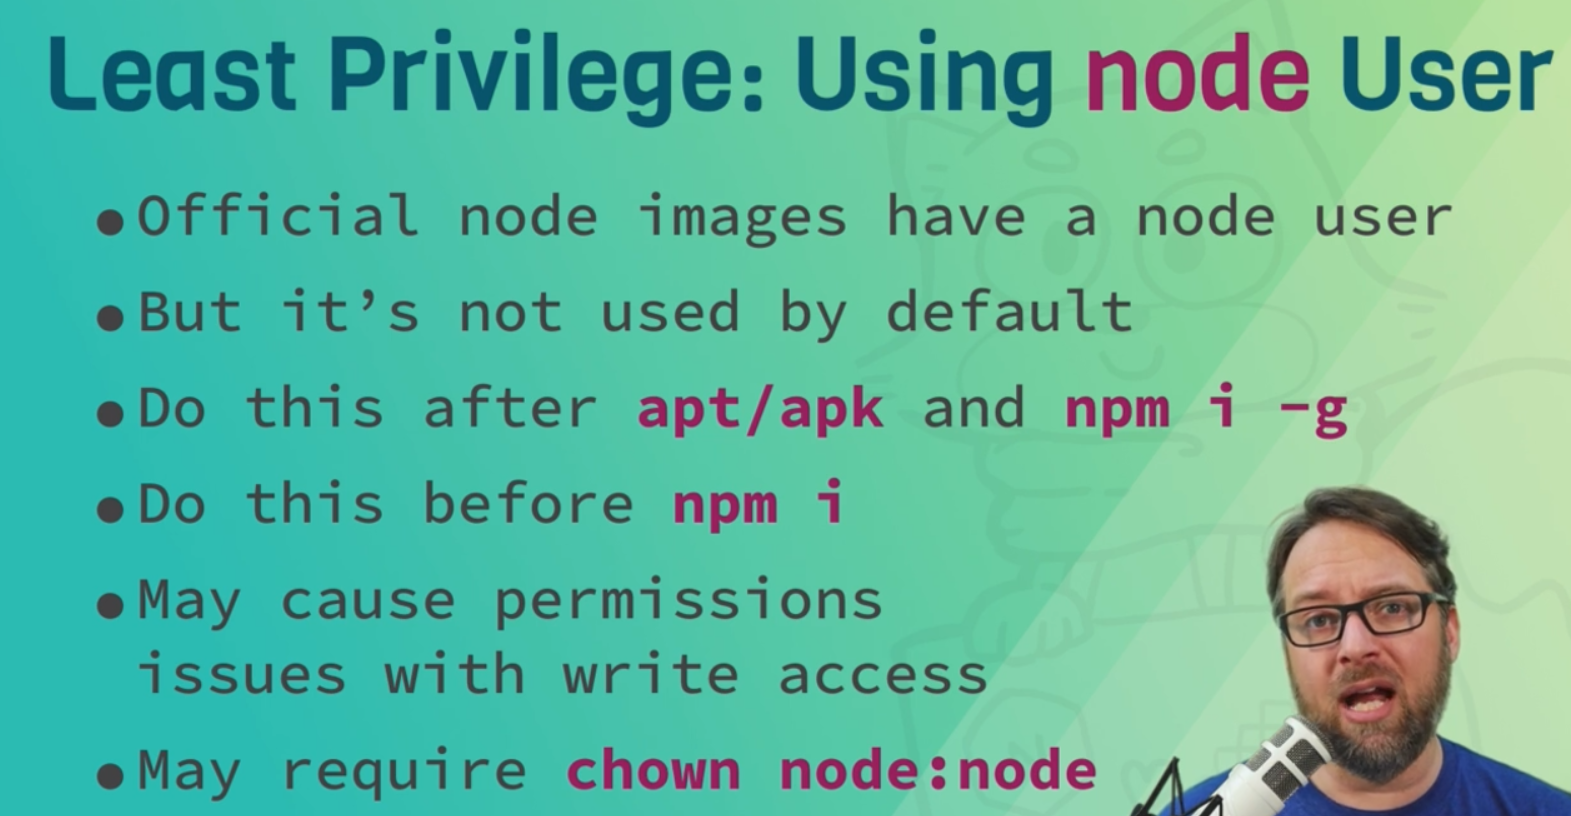 Least Privilege: Using node User
●Official node images have a node user
●But it’s not used by default
●Do this after apt/apk and npm i -g
●Do this before npm i
●May cause permissions
issues with write access
●May require chown node:node